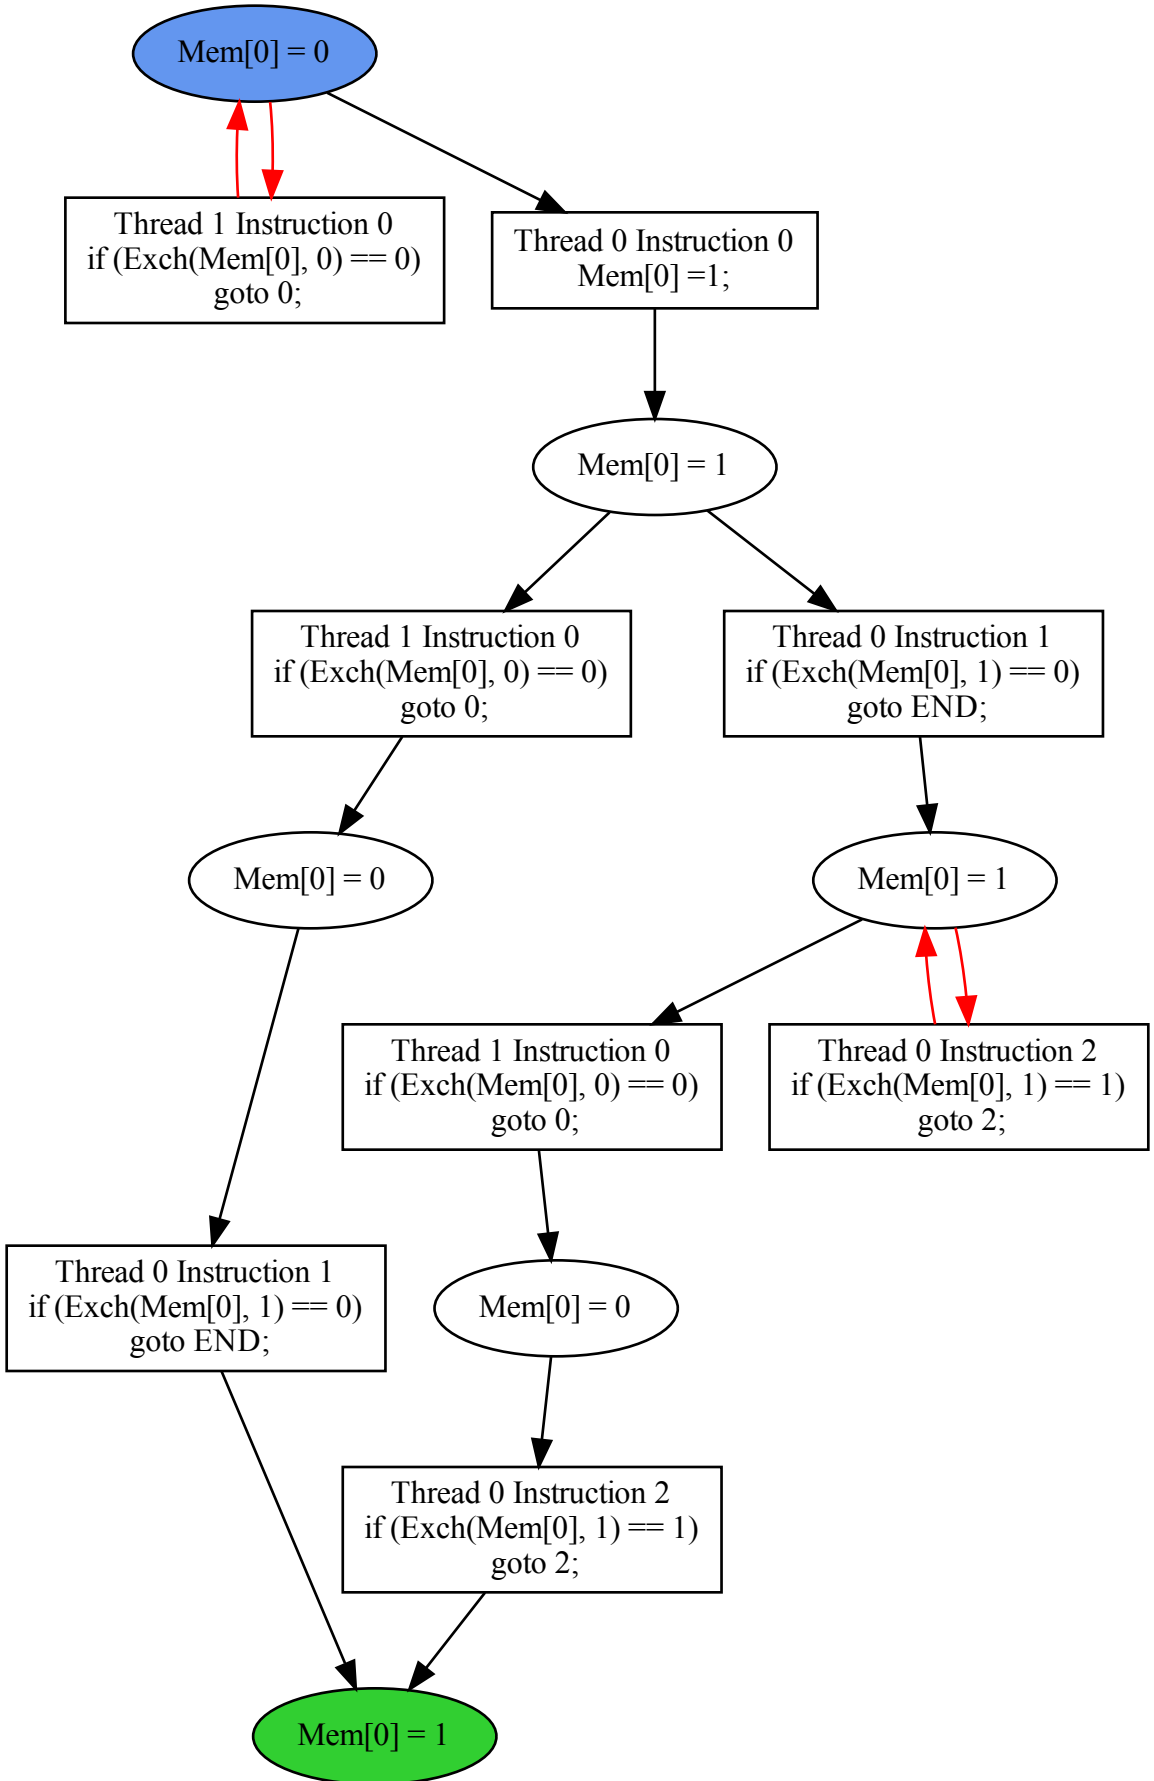 Mem[0] = 0
Thread 1 Instruction 0
if (Exch(Mem[0], 0) == 0)
goto 0;
Thread 0 Instruction 0
Mem[0] =1;
Mem[0] = 1
Thread 1 Instruction 0
if (Exch(Mem[0], 0) == 0)
goto 0;
Thread 0 Instruction 1
if (Exch(Mem[0], 1) == 0)
goto END;
Mem[0] = 0
Mem[0] = 1
Thread 1 Instruction 0
if (Exch(Mem[0], 0) == 0)
goto 0;
Thread 0 Instruction 2
if (Exch(Mem[0], 1) == 1)
goto 2;
Thread 0 Instruction 1
if (Exch(Mem[0], 1) == 0)
goto END;
Mem[0] = 0
Thread 0 Instruction 2
if (Exch(Mem[0], 1) == 1)
goto 2;
Mem[0] = 1